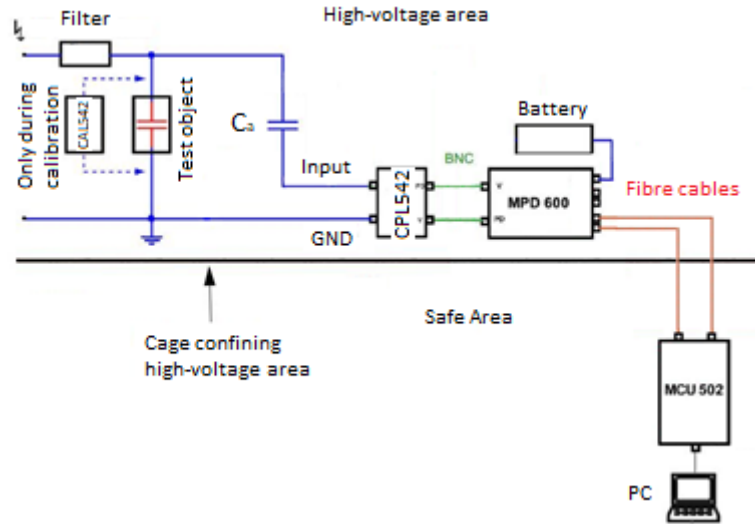 High-voltage area
Filter
Only during
calibration
CAL542
Test object
Ca
Input
GND
CPL542
BNC
V
PD
MPD 600
Battery
Fibre cables
Cage confining
high-voltage area
Safe Area
MCU 502
PC